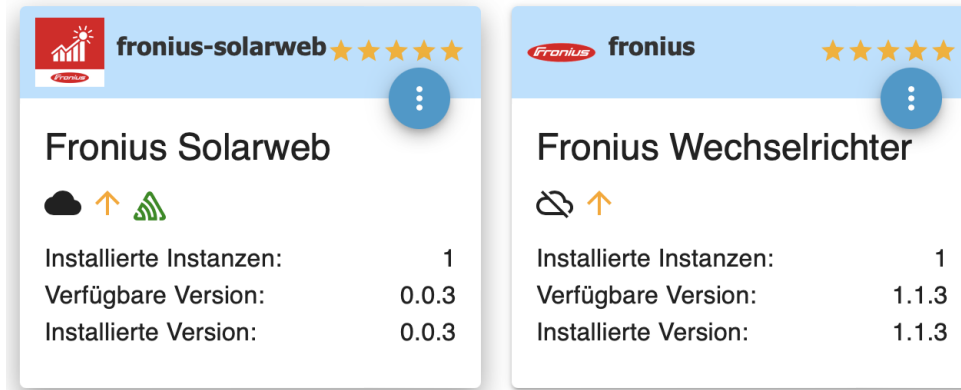 fronius-solarweb
Fronius
Fronius Solarweb
Installierte Instanzen: 1
Verfügbare Version: 0.0.3
Installierte Version: 0.0.3
Fronius fronius
Fronius Wechselrichter
Installierte Instanzen: 1
Verfügbare Version: 1.1.3
Installierte Version: 1.1.3